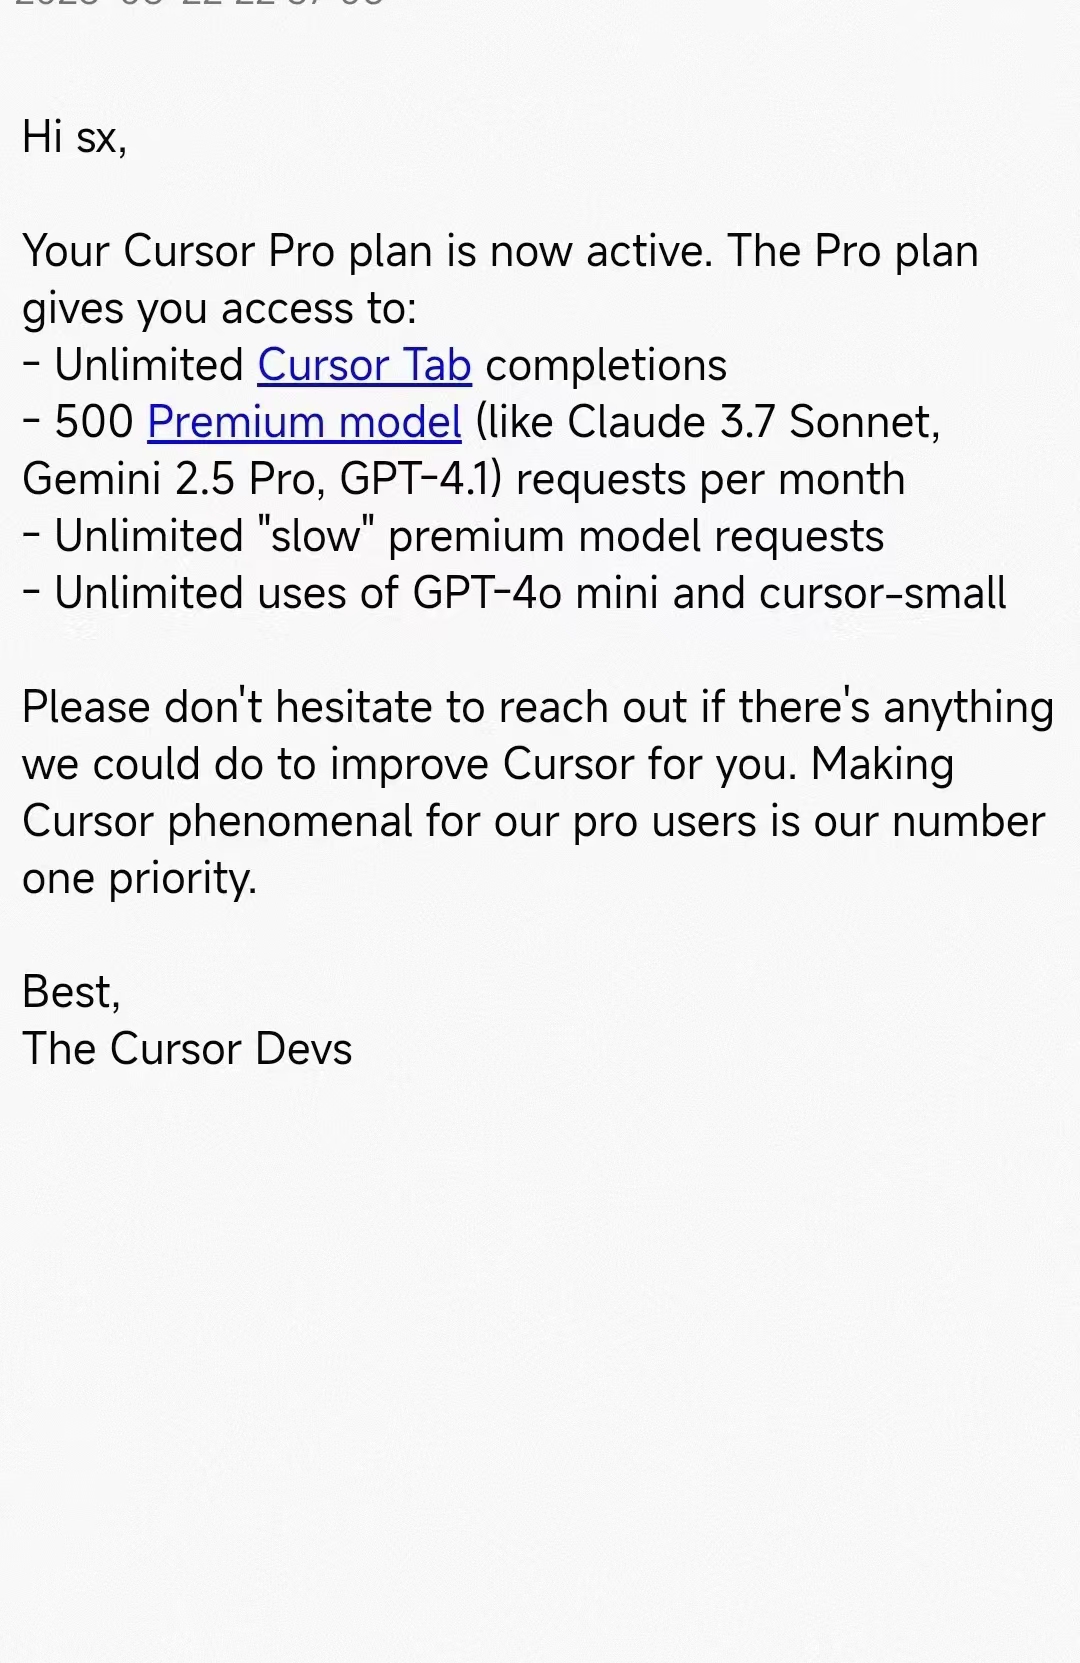 Hi sx,
Your Cursor Pro plan is now active. The Pro plan
gives you access to:
- Unlimited Cursor Tab completions
- 500 Premium model (like Claude 3.7 Sonnet,
Gemini 2.5 Pro, GPT-4.1) requests per month
- Unlimited "slow" premium model requests
- Unlimited uses of GPT-4o mini and cursor-small
Please don't hesitate to reach out if there's anything
we could do to improve Cursor for you. Making
Cursor phenomenal for our pro users is our number
one priority.
Best,
The Cursor Devs